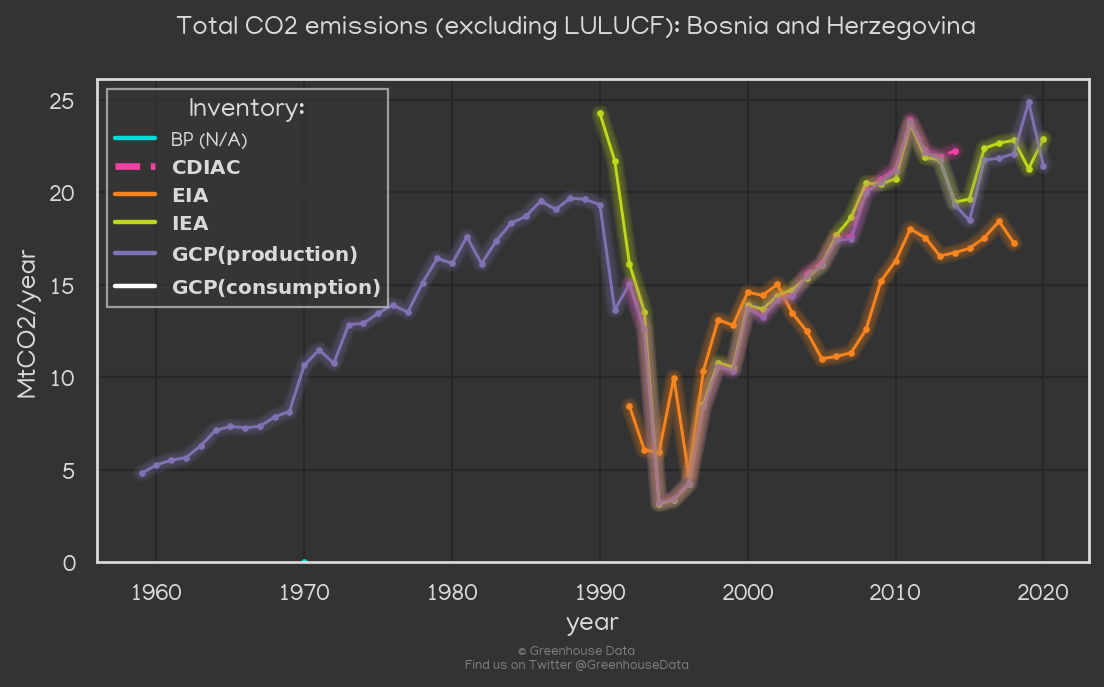 Total CO2 emissions (excluding LULUCF): Bosnia and Herzegovina
Inventory:
BP (N/A)
CDIAC
EIA
IEA
GCP(production)
GCP(consumption)
MtCO2/year
25
20
15
10
5
0
1960 1970 1980 1990 2000 2010 2020
year
© Greenhouse Data
Find us on Twitter @GreenhouseData